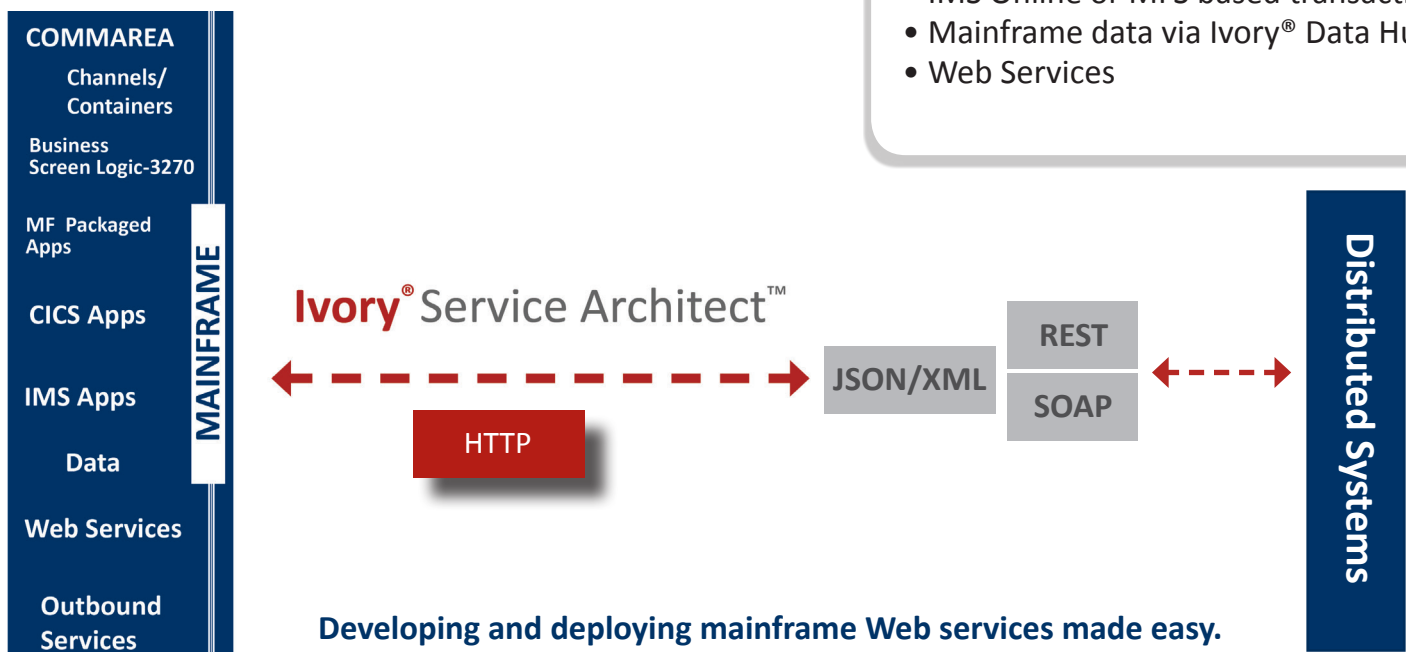 • Mainframe data via Ivory® Data
• Web Services
COMMAREA
Channels/
Containers
Business
Screen Logic-3270
MF Packaged
Apps
CICS Apps
IMS Apps
Data
Web Services
Outbound
Services
MAINFRAME
Ivory® Service Architect™
HTTP
JSON/XML
REST
SOAP
Distributed Systems
Developing and deploying mainframe Web services made easy.